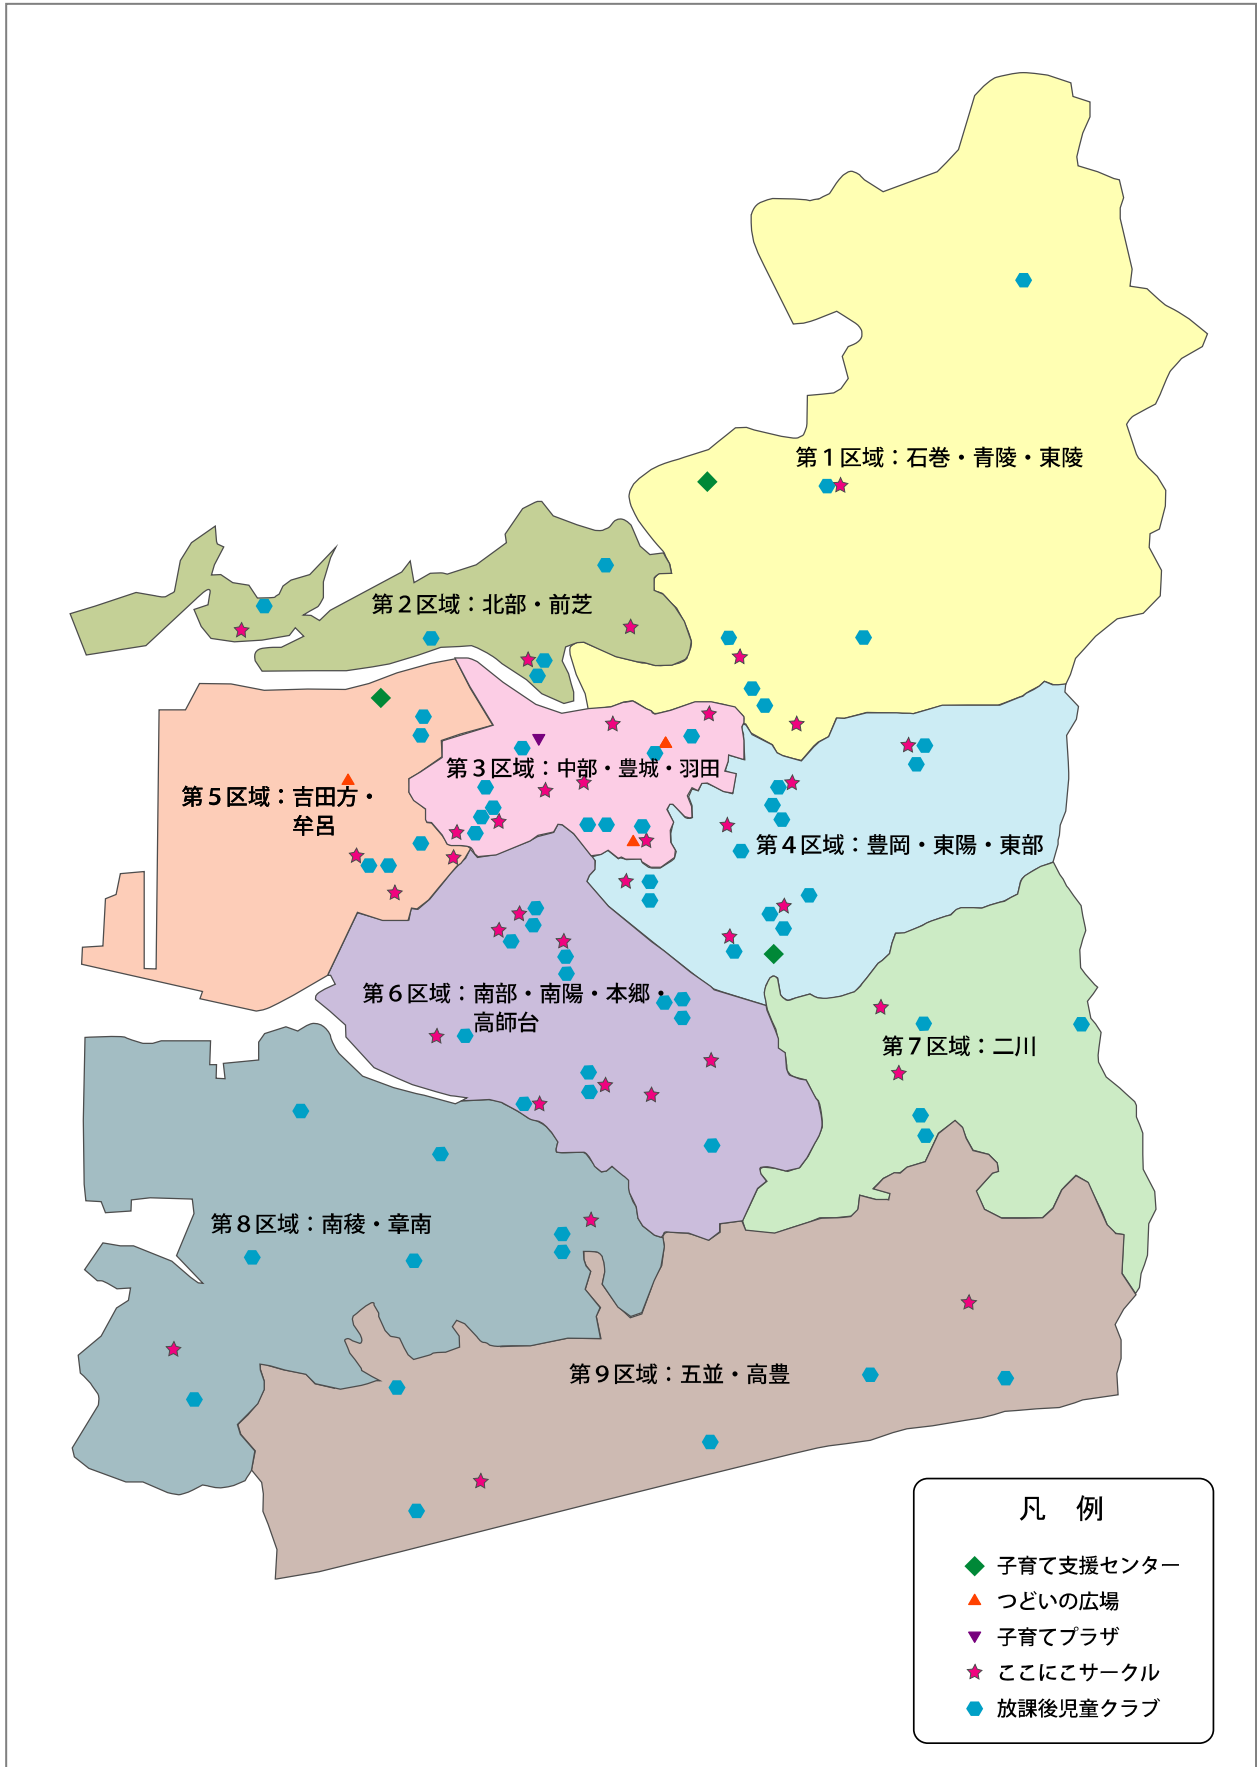 第1区域：石巻・青陵・東陵
第2区域：北部・前芝
第3区域：中部・豊城・羽田
第5区域：吉田方・
牟呂
第4区域：豊岡・東陽・東部
第6区域：南部・南陽・本郷・
高師台
第7区域：二川
第8区域：南稜・章南
第9区域：五並・高豊
凡 例
子育て支援センター
つどいの広場
子育てプラザ
ここにこサークル
放課後児童クラブ